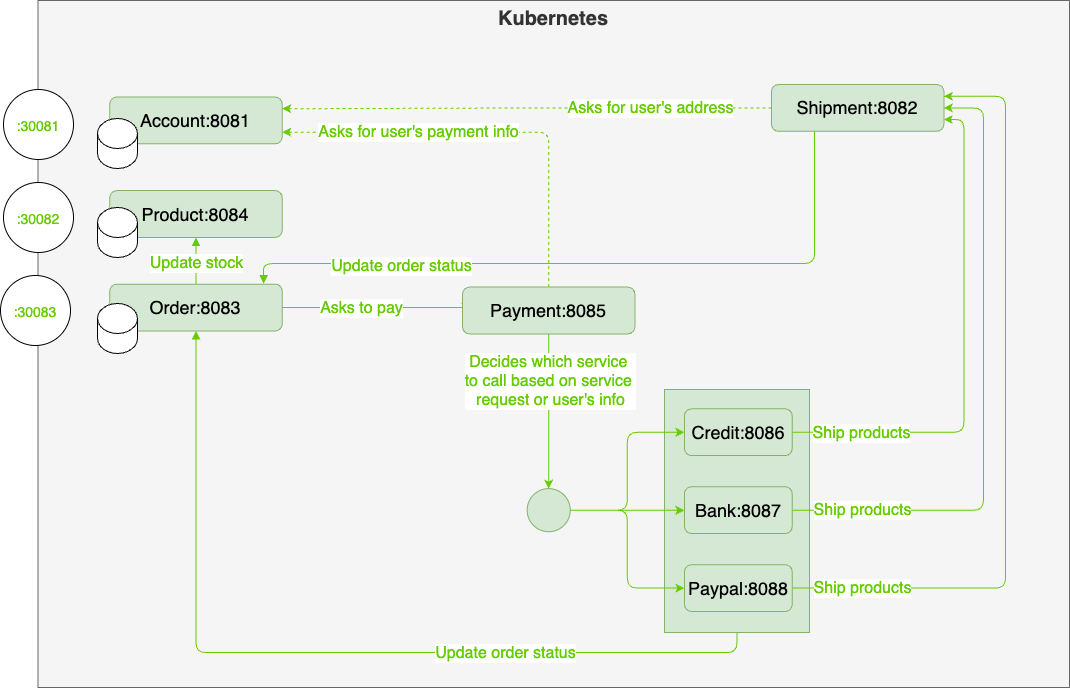 Kubernetes
:30081
Account:8081
Asks for user's address
Shipment:8082
Asks for user's payment info
:30082
Product:8084
Update stock
Update order status
:30083
Order:8083
Asks to pay
Payment:8085
Decides which service
to call based on service
request or user's info
Credit:8086
Ship products
Bank:8087
Ship products
Paypal:8088
Ship products
Update order status